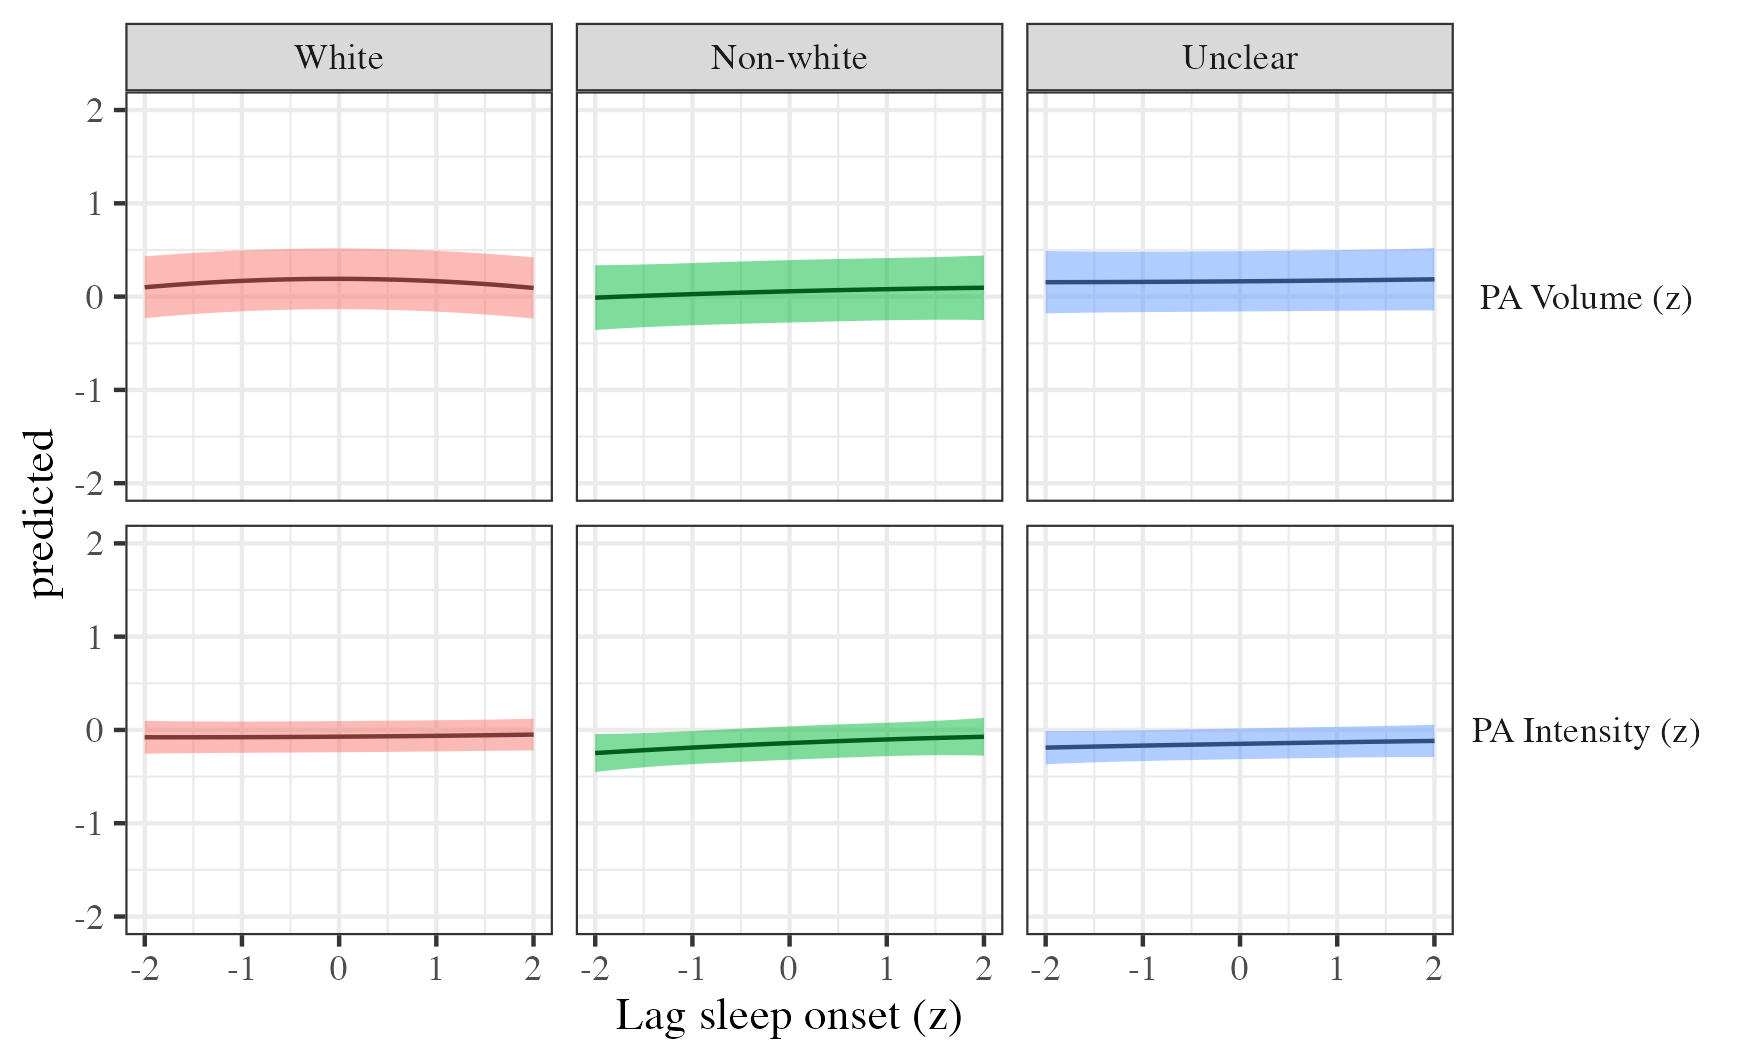 White Non-white Unclear
2
1
0
-1
-2
PA Volume (z)
2
1
0
-1
-2
PA Intensity (z)
predicted
-2 -1 0 1 2 -2 -1 0 1 2 -2 -1 0 1 2
Lag sleep onset (z)